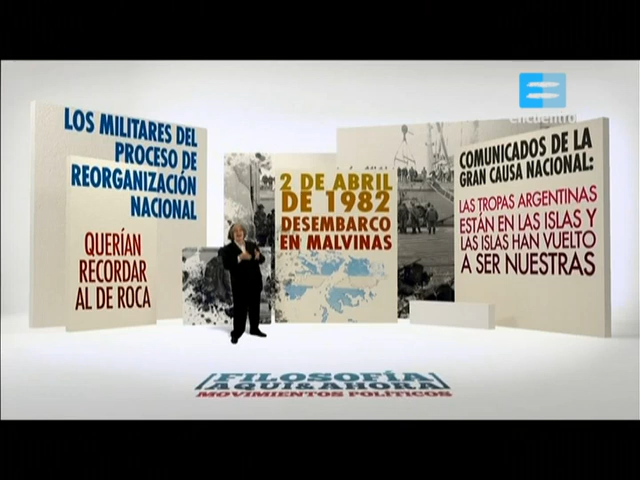 LOS MILITARES DEL
PROCESO DE
REORGANIZACIÓN
NACIONAL
QUERÍAN
RECORDAR
AL DE ROCA
2 DE ABRIL
DE 1982
DESEMBARCO
EN MALVINAS
encuentro
COMUNICADOS DE LA
GRAN CAUSA NACIONAL:
LAS TROPAS ARGENTINAS
ESTÁN EN LAS ISLAS Y
LAS ISLAS HAN VUELTO
A SER NUESTRAS
[FILOSOFÍA
AQUÍ&AHORA]
MOVIMIENTOS POLÍTICOS